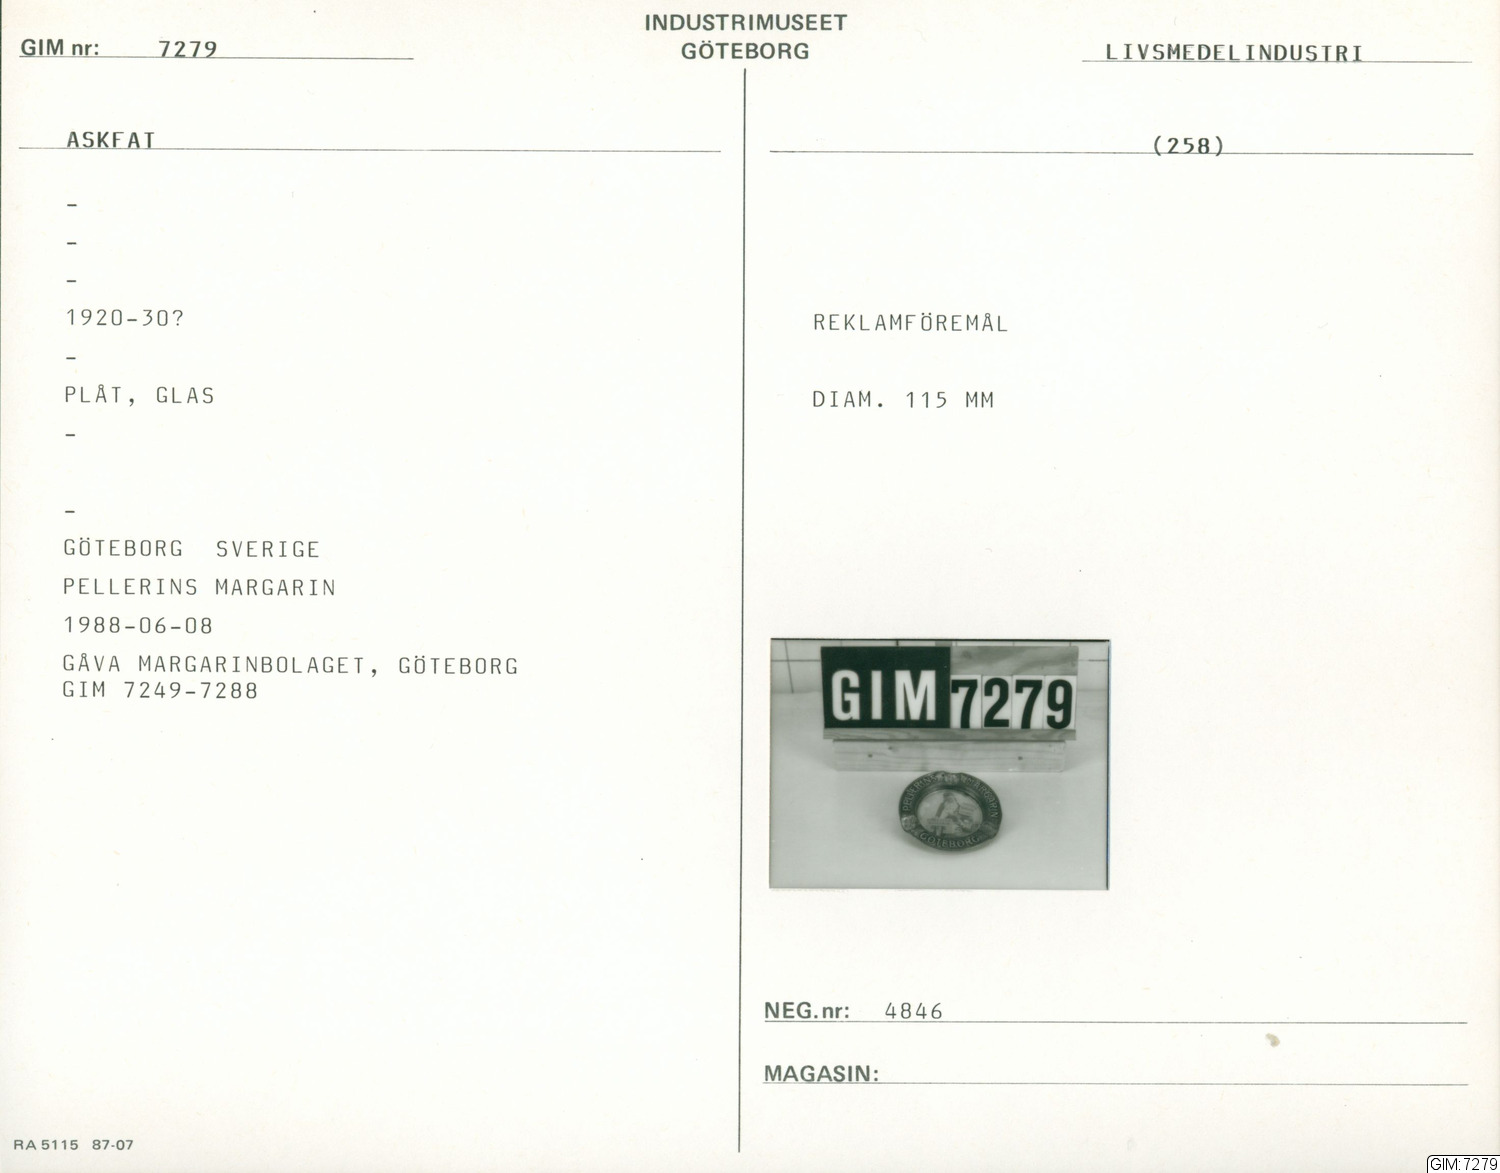 INDUSTRIMUSEET
GÖTEBORG
GIM nr: 7279
LIVSMEDELINDUSTRI
ASKFAT
(258)
-
-
-
1920-30?
REKLAMFÖREMÅL
-
PLÅT, GLAS
DIAM. 115 MM
-
-
GÖTEBORG SVERIGE
PELLERINS MARGARIN
1988-06-08
GÅVA MARGARINBOLAGET, GÖTEBORG
GIM 7249-7288
GIM 7279
PELLERINS MARGARIN
GÖTEBORG
NEG.nr: 4846
MAGASIN:
RA 5115 87-07
GIM:7279